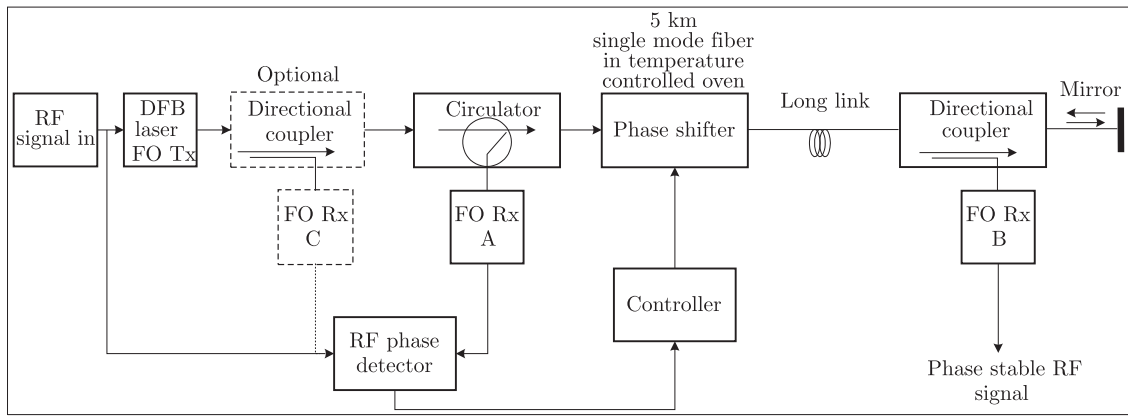 5 km
single mode fiber
in temperature
controlled oven
Optional
Mirror
RF
signal in
DFB
laser
FO Tx
Directional
coupler
Circulator
Phase shifter
Long link
Directional
coupler
FO Rx
C
FO Rx
A
FO Rx
B
Controller
RF phase
detector
Phase stable RF
signal